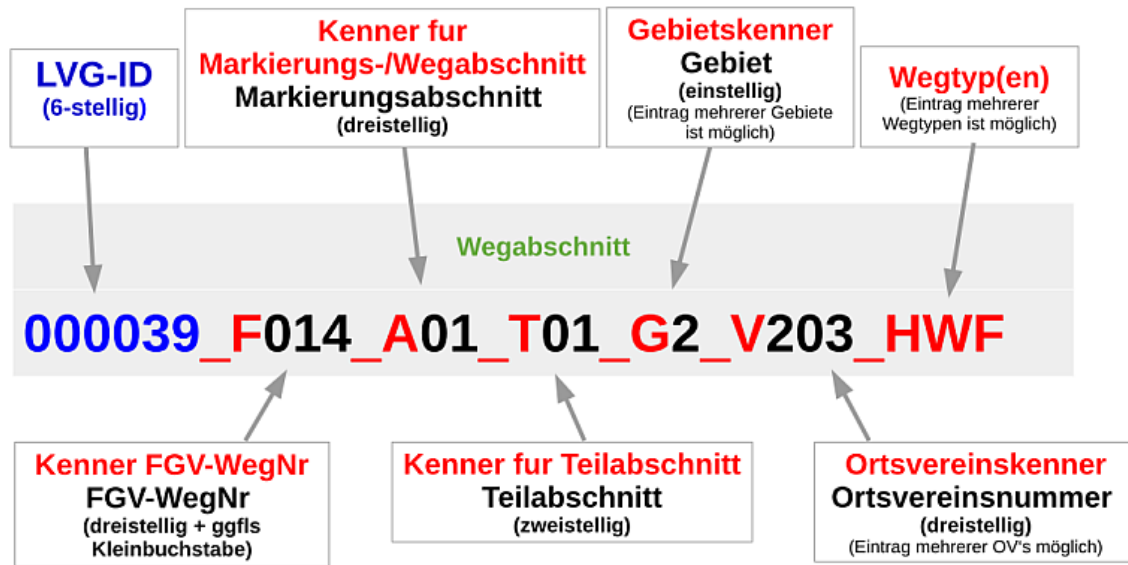 LVG-ID
(6-stellig)
Kenner fur
Markierungs-/Wegabschnitt
Markierungsabschnitt
(dreistellig)
Gebietskenner
Gebiet
(einstellig)
(Eintrag mehrerer Gebiete
ist möglich)
Wegtyp(en)
(Eintrag mehrerer
Wegtypen ist möglich)
Wegabschnitt
000039_F014_A01_T01_G2_V203_HWF
Kenner FGV-WegNr
FGV-WegNr
(dreistellig + ggfls
Kleinbuchstabe)
Kenner fur Teilabschnitt
Teilabschnitt
(zweistellig)
Ortsvereinskenner
Ortsvereinsnummer
(dreistellig)
(Eintrag mehrerer OV's möglich)